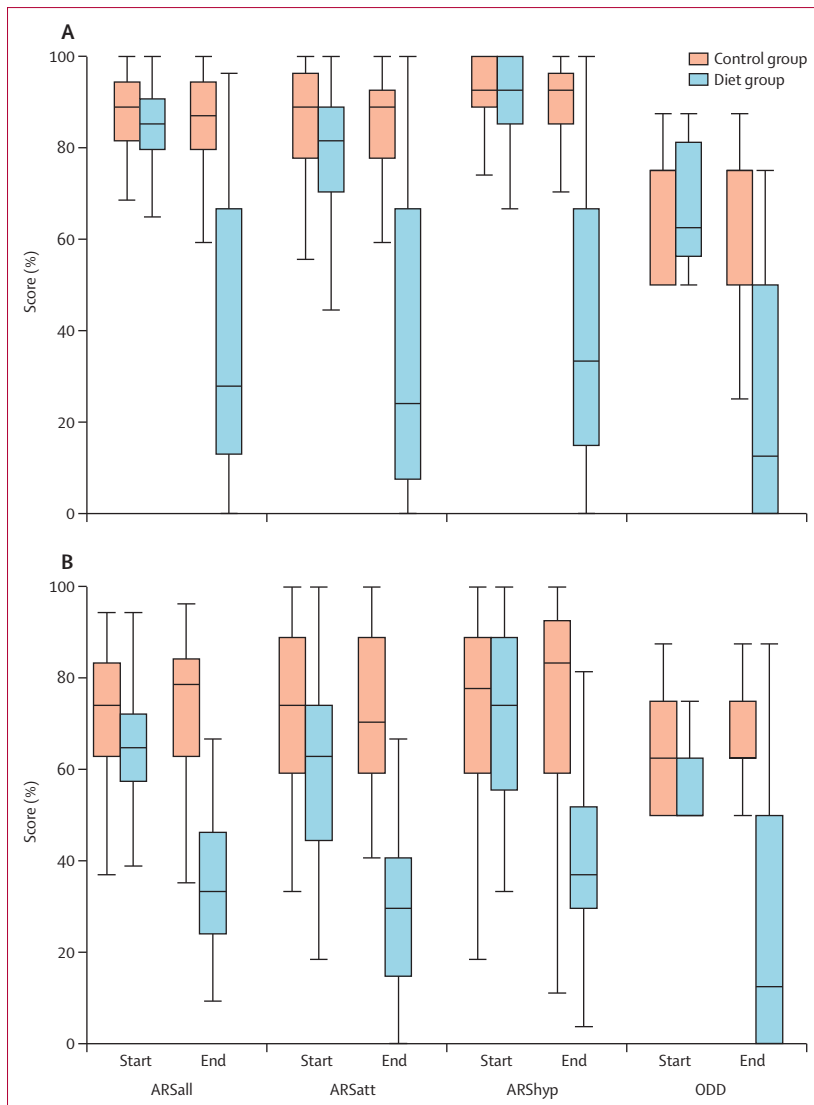 A
Control group
Diet group
100
80
60
40
20
0
Score (%)
B
100
80
60
40
20
0
Score (%)
Start End Start End Start End Start End
ARSall ARSatt ARShyp ODD